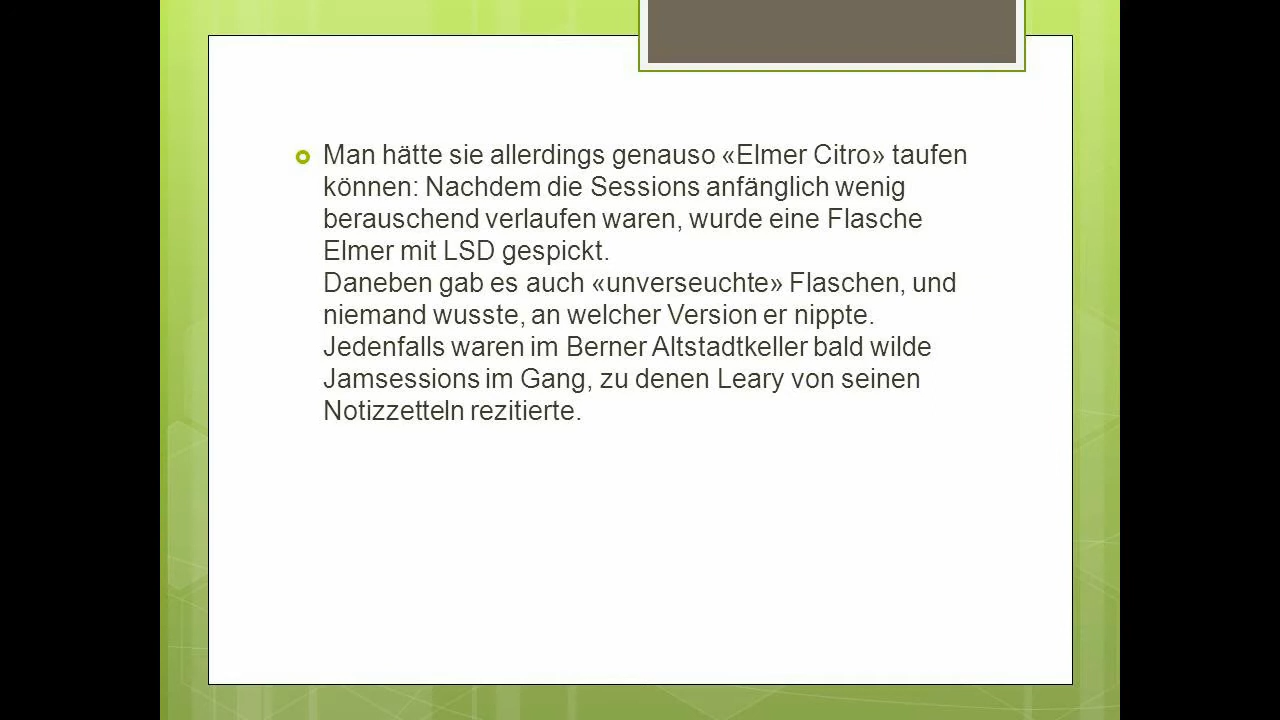 Man hätte sie allerdings genauso «Elmer Citro» taufen
können: Nachdem die Sessions anfänglich wenig
berauschend verlaufen waren, wurde eine Flasche
Elmer mit LSD gespickt.
Daneben gab es auch «unverseuchte» Flaschen, und
niemand wusste, an welcher Version er nippte.
Jedenfalls waren im Berner Altstadtkeller bald wilde
Jamsessions im Gang, zu denen Leary von seinen
Notizzetteln rezitierte.